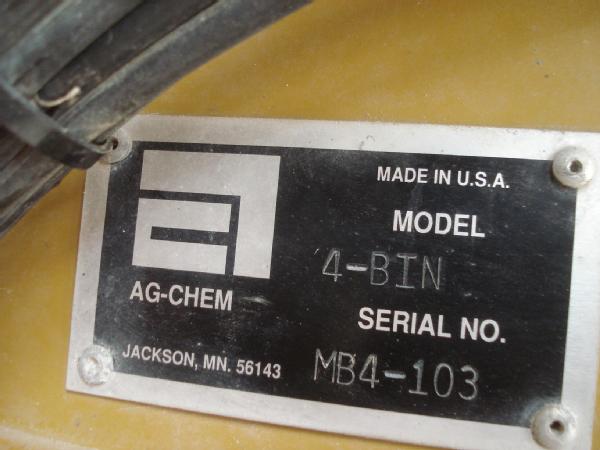 MADE IN U.S.A.
MODEL
4-BIN
AG-CHEM
SERIAL NO.
JACKSON, MN. 56143
MB4-103